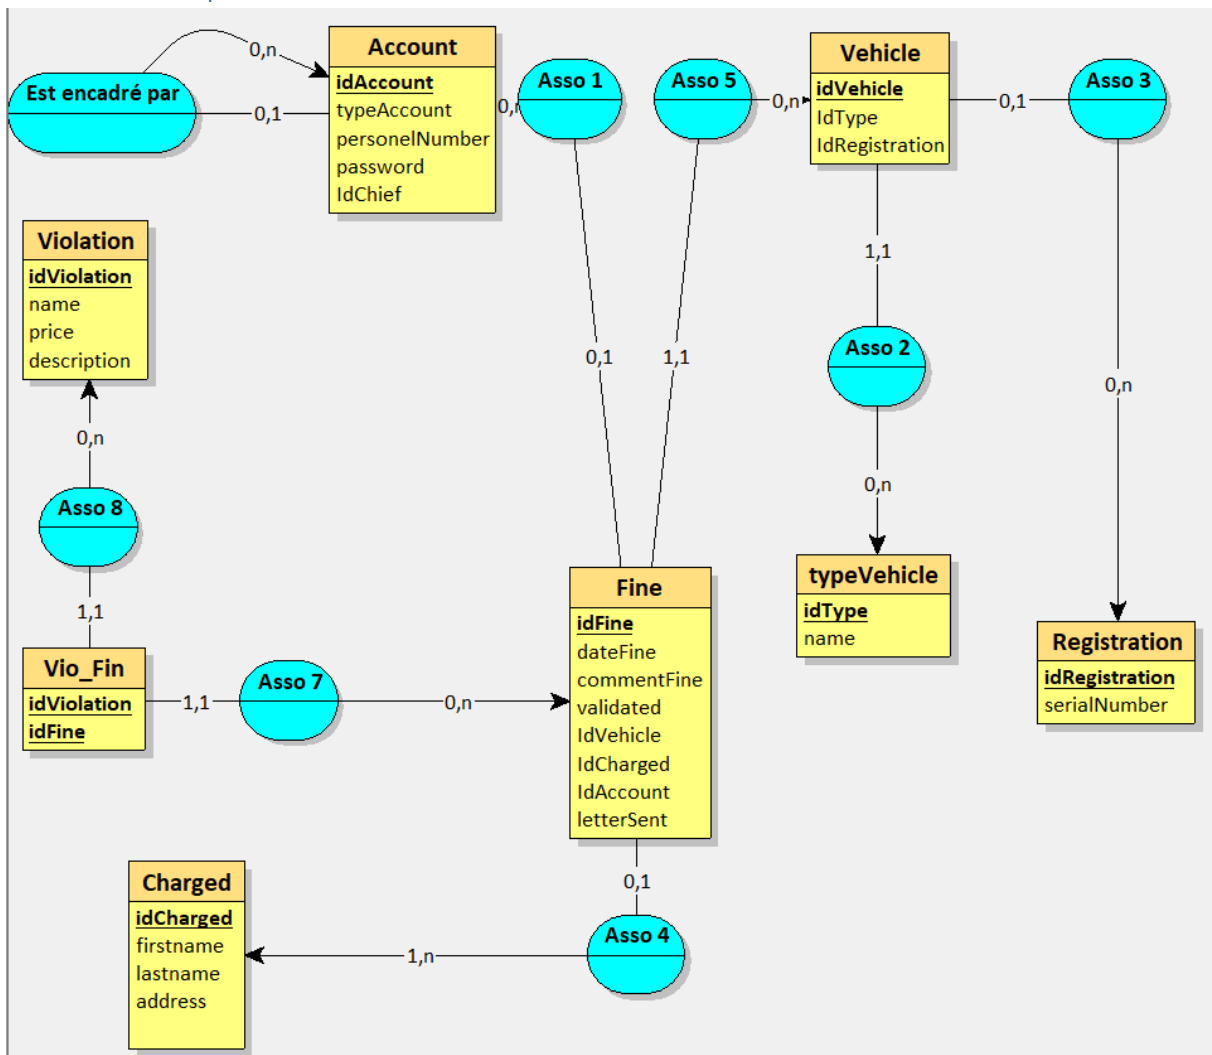 Account
idAccount
typeAccount
personelNumber
password
IdChief
Est encadré par
0,n
0,1
Asso 1
0,1
Asso 5
0,n
1,1
Vehicle
idVehicle
IdType
IdRegistration
0,1
Asso 3
0,n
1,1
Asso 2
0,n
typeVehicle
idType
name
Registration
idRegistration
serialNumber
Violation
idViolation
name
price
description
0,n
Asso 8
1,1
Vio_Fin
idViolation
idFine
1,1
Asso 7
0,n
Fine
idFine
dateFine
commentFine
validated
IdVehicle
IdCharged
IdAccount
letterSent
0,1
Asso 4
1,n
Charged
idCharged
firstname
lastname
address